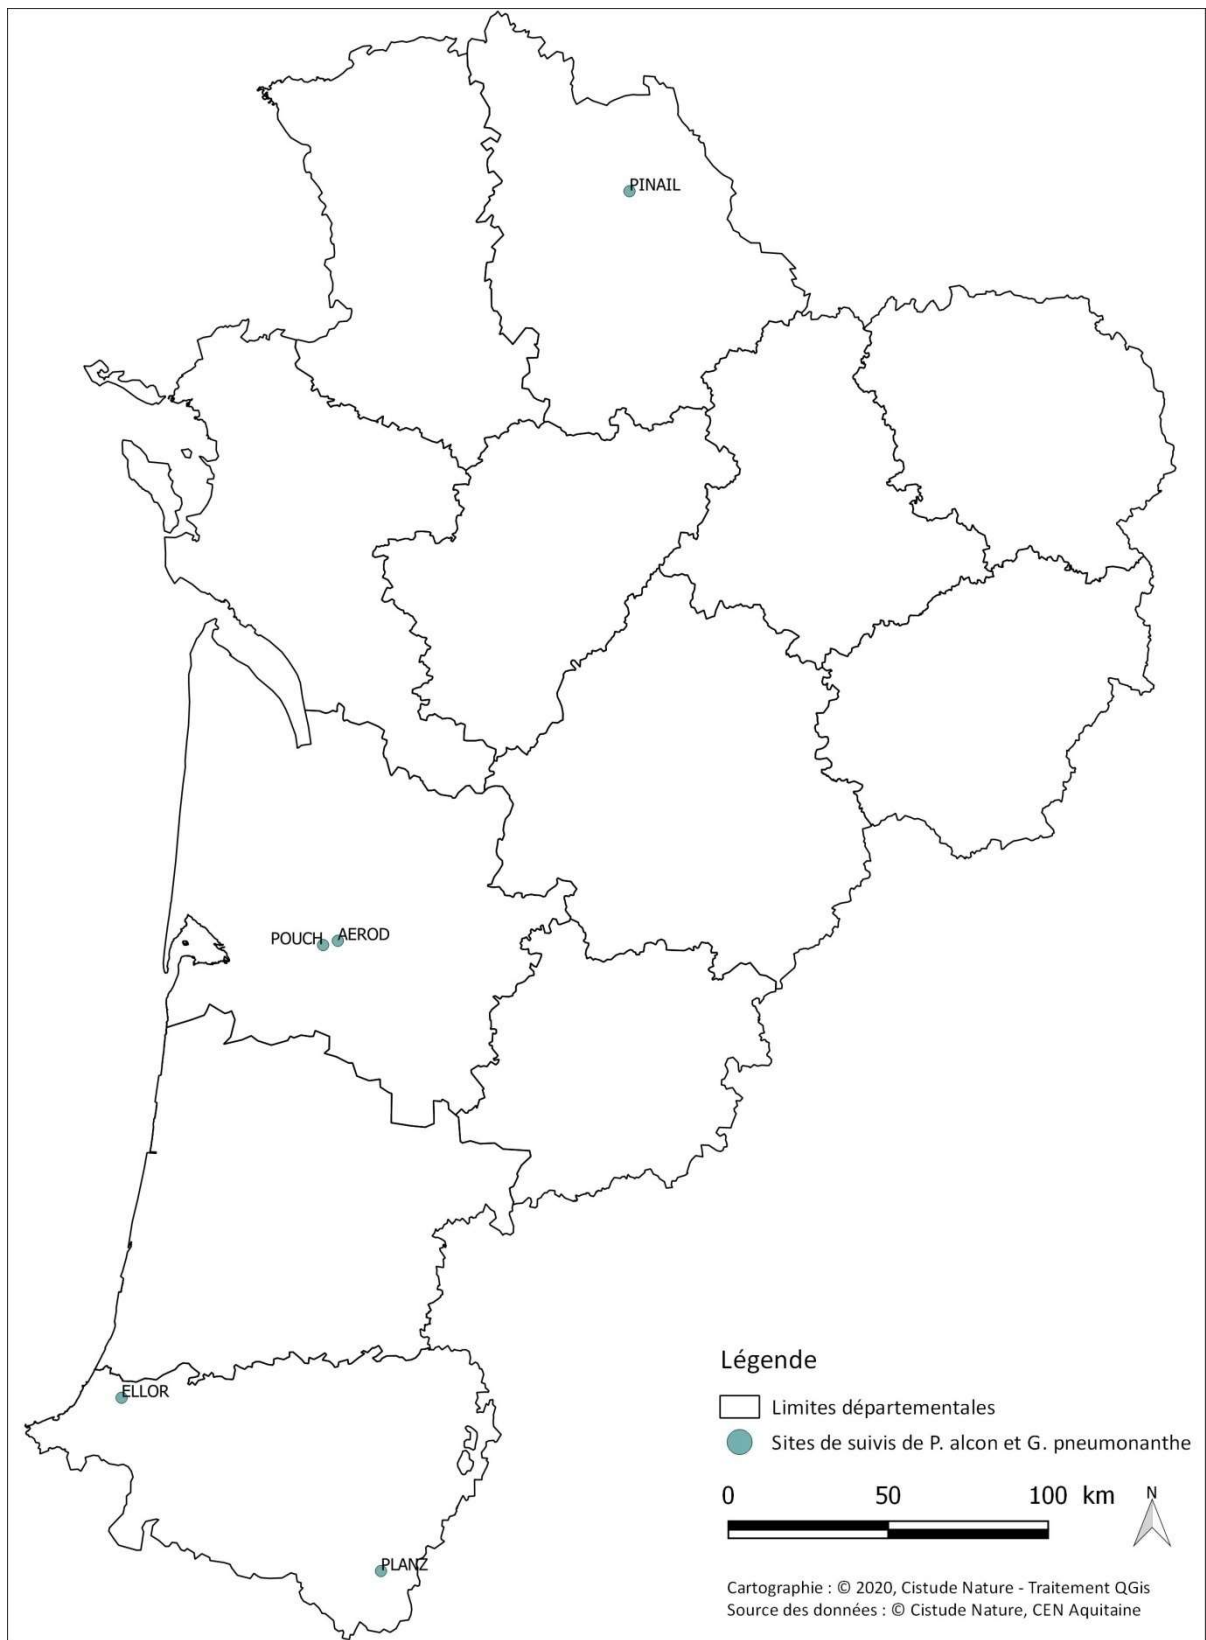 PINAIL
POUCH
AEROD
ELLOR
PLANZ
Légende
Limites départementales
Sites de suivis de P. alcon et G. pneumonanthe
0 50 100 km
N
Cartographie : © 2020, Cistude Nature - Traitement QGis
Source des données : © Cistude Nature, CEN Aquitaine